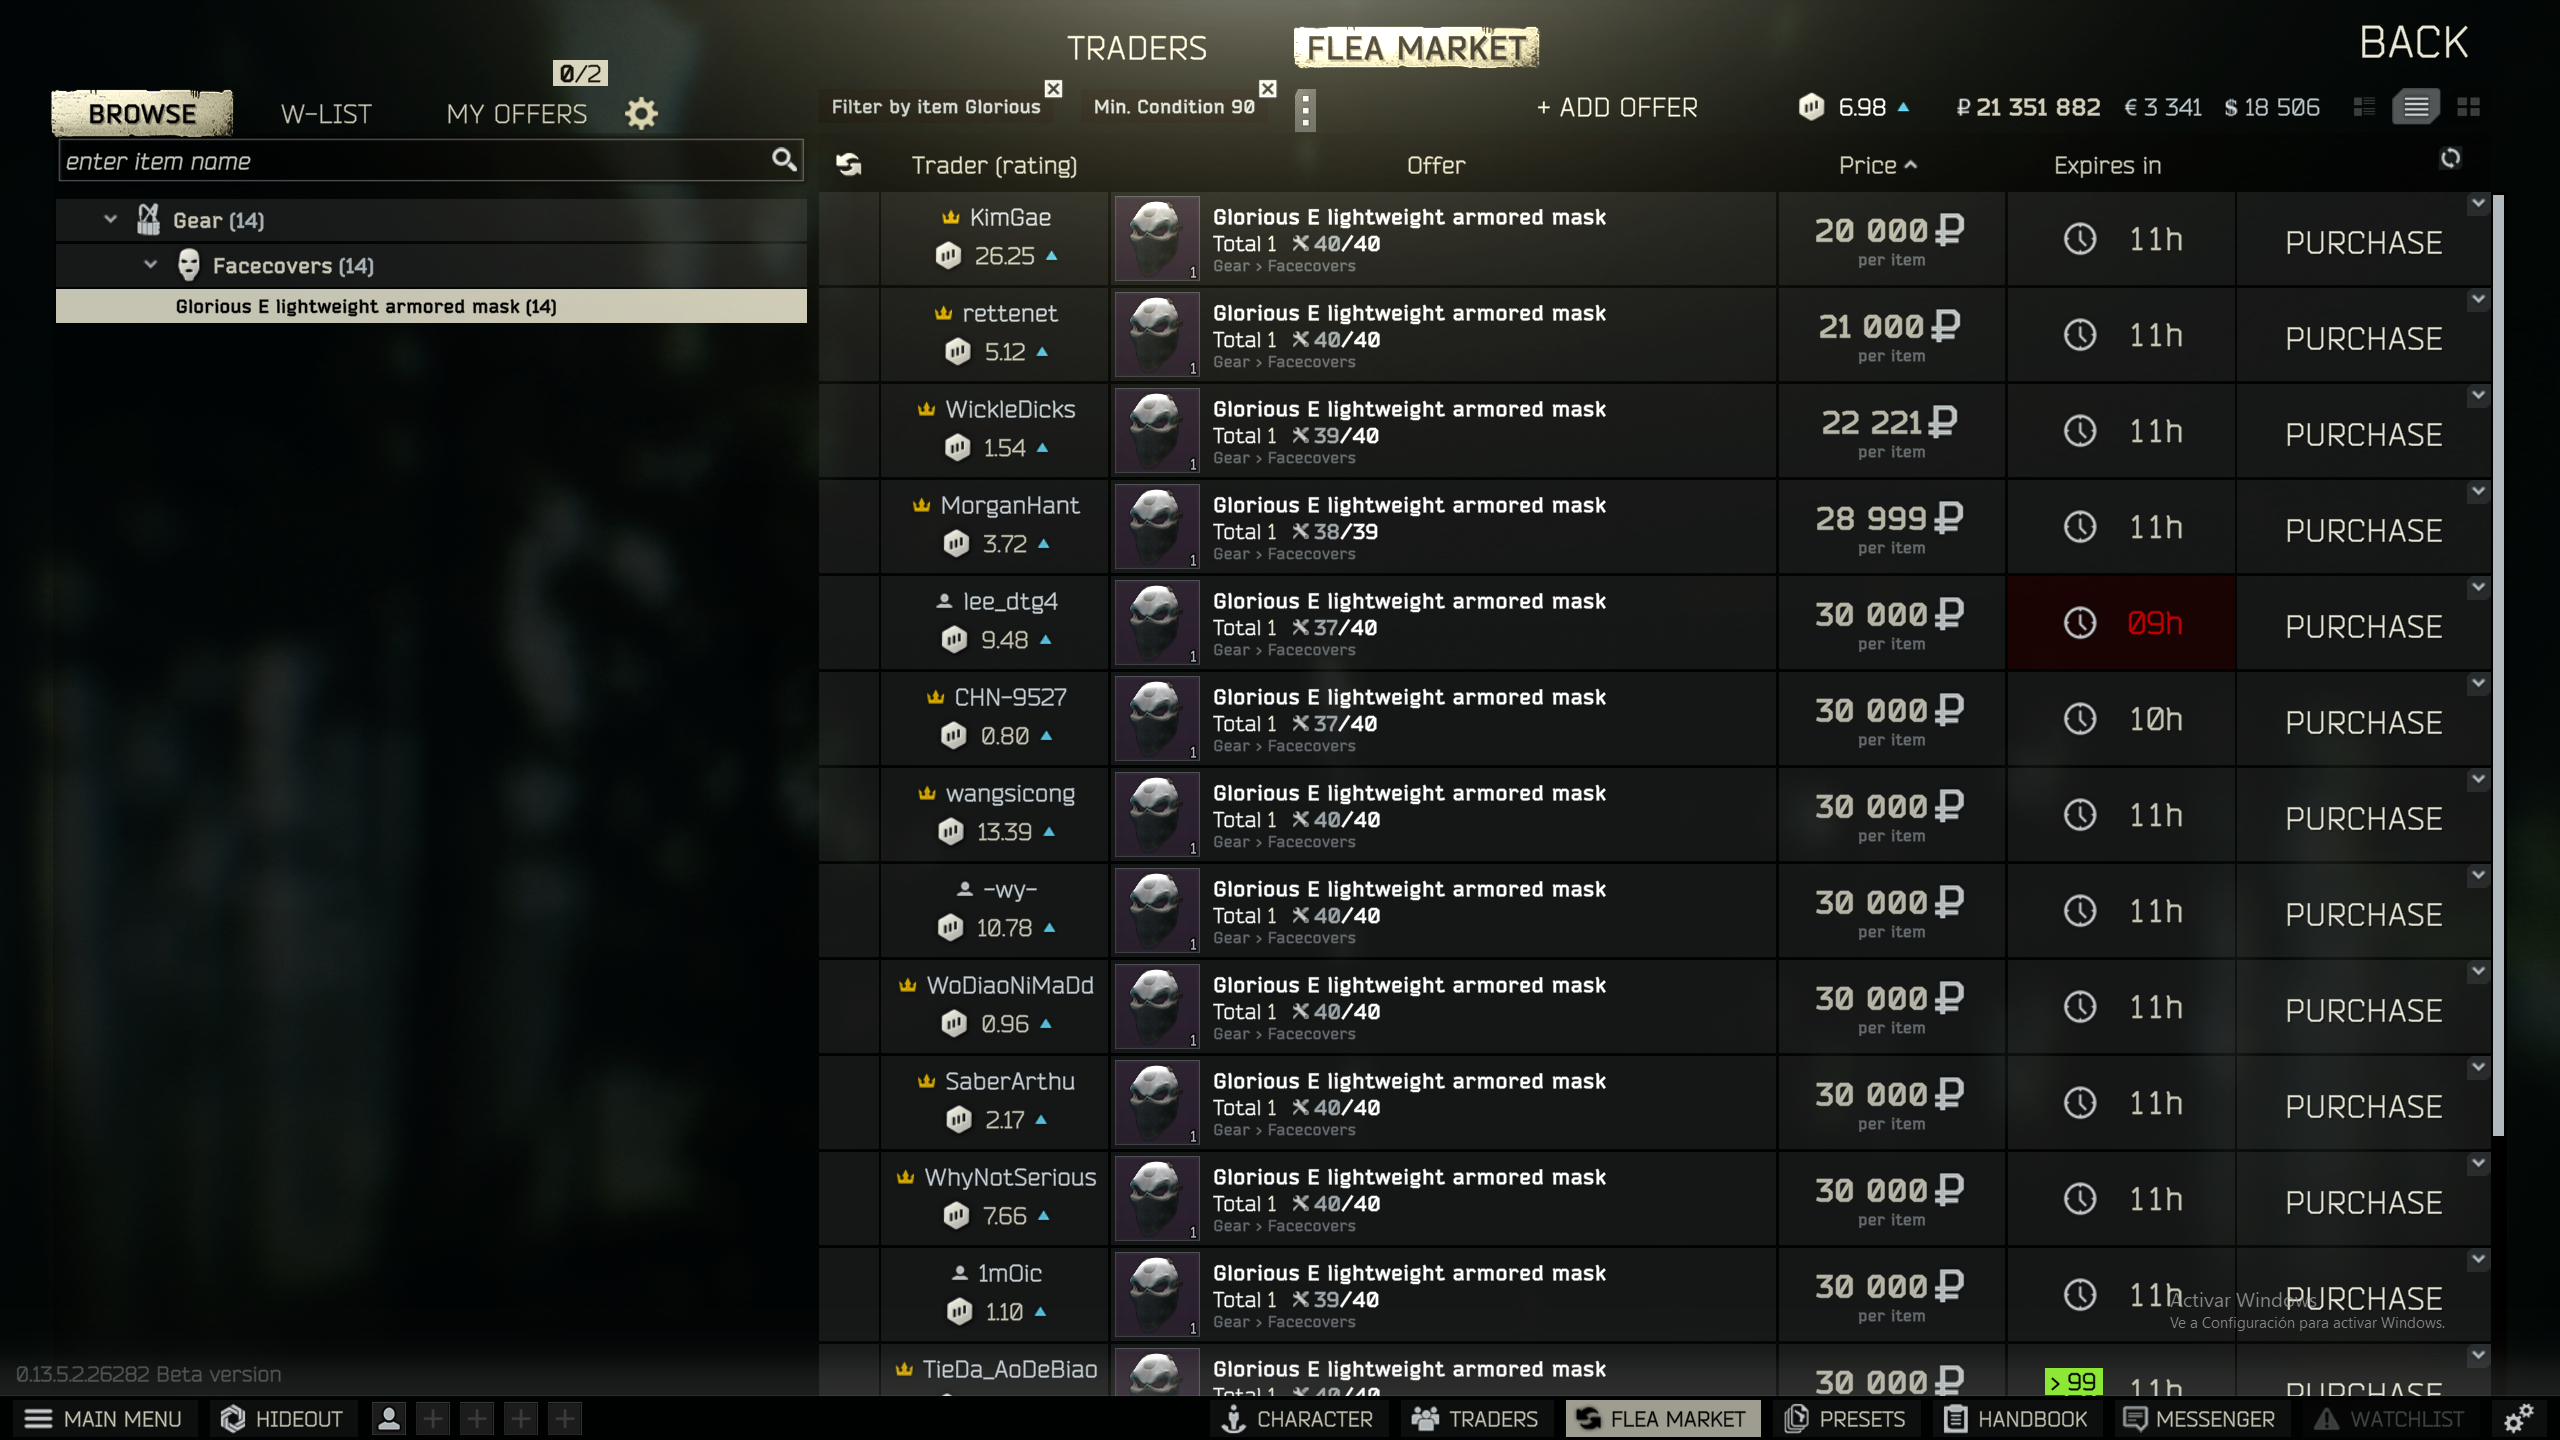 TRADERS
FLEA MARKET
BACK
0/2
BROWSE
W-LIST
MY OFFERS
Filter by item Glorious
Min. Condition 90
+ ADD OFFER
6.98
₽ 21 351 882
€ 3 341
$ 18 506
enter item name
Trader (rating)
Offer
Price
Expires in
Gear (14)
Facecovers (14)
Glorious E lightweight armored mask (14)
KimGae
26.25
Glorious E lightweight armored mask
Total 1 40/40
Gear > Facecovers
1
20 000 ₽
per item
11h
PURCHASE
rettenet
5.12
Glorious E lightweight armored mask
Total 1 40/40
Gear > Facecovers
1
21 000 ₽
per item
11h
PURCHASE
WickleDicks
1.54
Glorious E lightweight armored mask
Total 1 39/40
Gear > Facecovers
1
22 221 ₽
per item
11h
PURCHASE
MorganHant
3.72
Glorious E lightweight armored mask
Total 1 38/39
Gear > Facecovers
1
28 999 ₽
per item
11h
PURCHASE
lee_dtg4
9.48
Glorious E lightweight armored mask
Total 1 37/40
Gear > Facecovers
1
30 000 ₽
per item
09h
PURCHASE
CHN-9527
0.80
Glorious E lightweight armored mask
Total 1 37/40
Gear > Facecovers
1
30 000 ₽
per item
10h
PURCHASE
wangsicong
13.39
Glorious E lightweight armored mask
Total 1 40/40
Gear > Facecovers
1
30 000 ₽
per item
11h
PURCHASE
-wy-
10.78
Glorious E lightweight armored mask
Total 1 40/40
Gear > Facecovers
1
30 000 ₽
per item
11h
PURCHASE
WoDiaoNiMaDd
0.96
Glorious E lightweight armored mask
Total 1 40/40
Gear > Facecovers
1
30 000 ₽
per item
11h
PURCHASE
SaberArthu
2.17
Glorious E lightweight armored mask
Total 1 40/40
Gear > Facecovers
1
30 000 ₽
per item
11h
PURCHASE
WhyNotSerious
7.66
Glorious E lightweight armored mask
Total 1 40/40
Gear > Facecovers
1
30 000 ₽
per item
11h
PURCHASE
1mOic
1.10
Glorious E lightweight armored mask
Total 1 39/40
Gear > Facecovers
1
30 000 ₽
per item
11h
PURCHASE
Activar Windows
Ve a Configuración para activar Windows.
TieDa_AoDeBiao
Glorious E lightweight armored mask
Total 1 40/40
30 000 ₽
> 99
11h
PURCHASE
0.13.5.2.26282 Beta version
MAIN MENU
HIDEOUT
CHARACTER
TRADERS
FLEA MARKET
PRESETS
HANDBOOK
MESSENGER
WATCHLIST